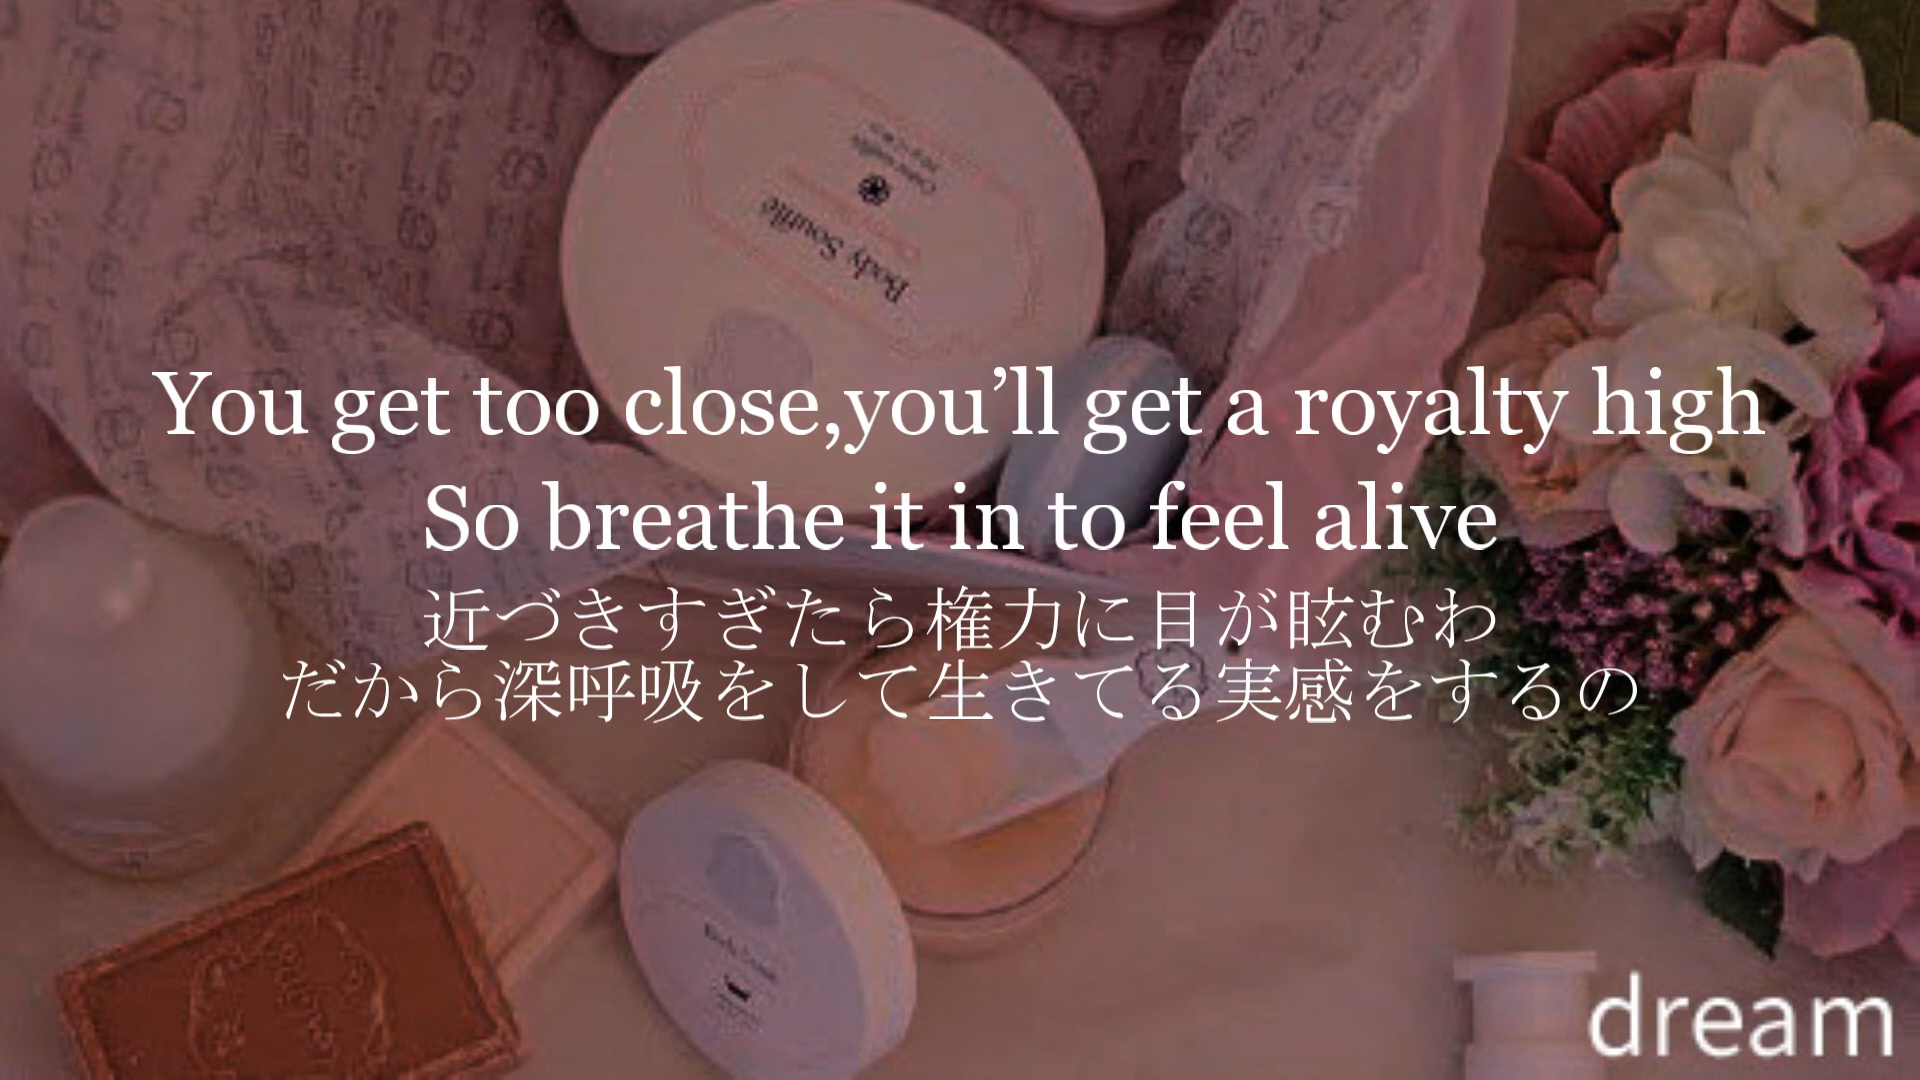 You get too close,you’ll get a royalty high
So breathe it in to feel alive
近づきすぎたら権力に目が眩むわ
だから深呼吸をして生きてる実感をするの
Body Soufflé
dream